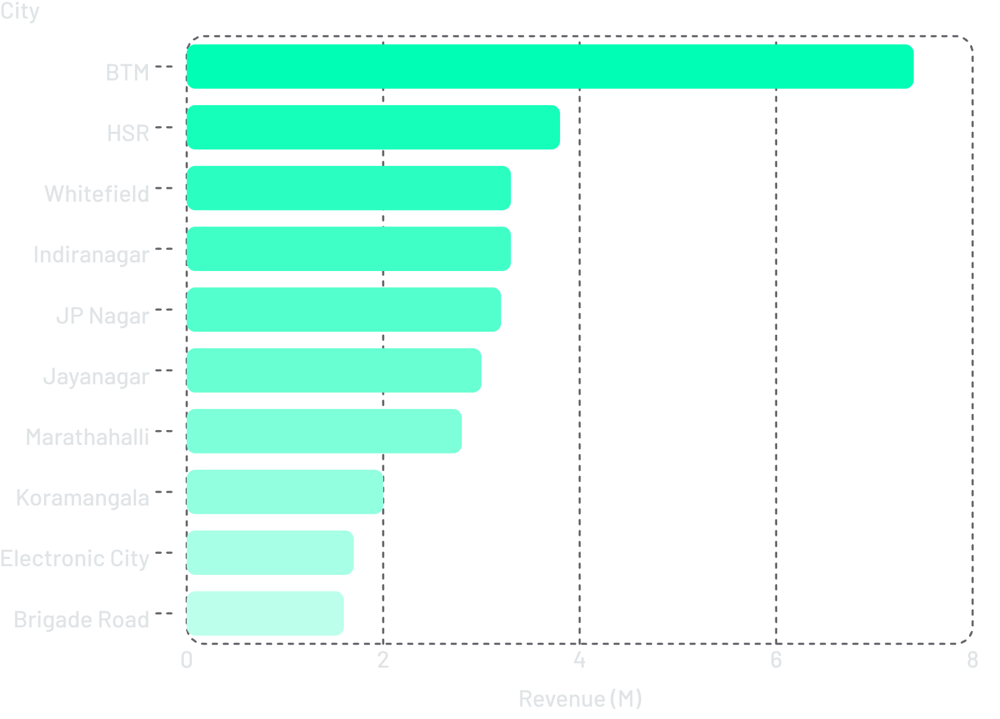 City
BTM
HSR
Whitefield
Indiranagar
JP Nagar
Jayanagar
Marathahalli
Koramangala
Electronic City
Brigade Road
0 2 4 6 8
Revenue (M)